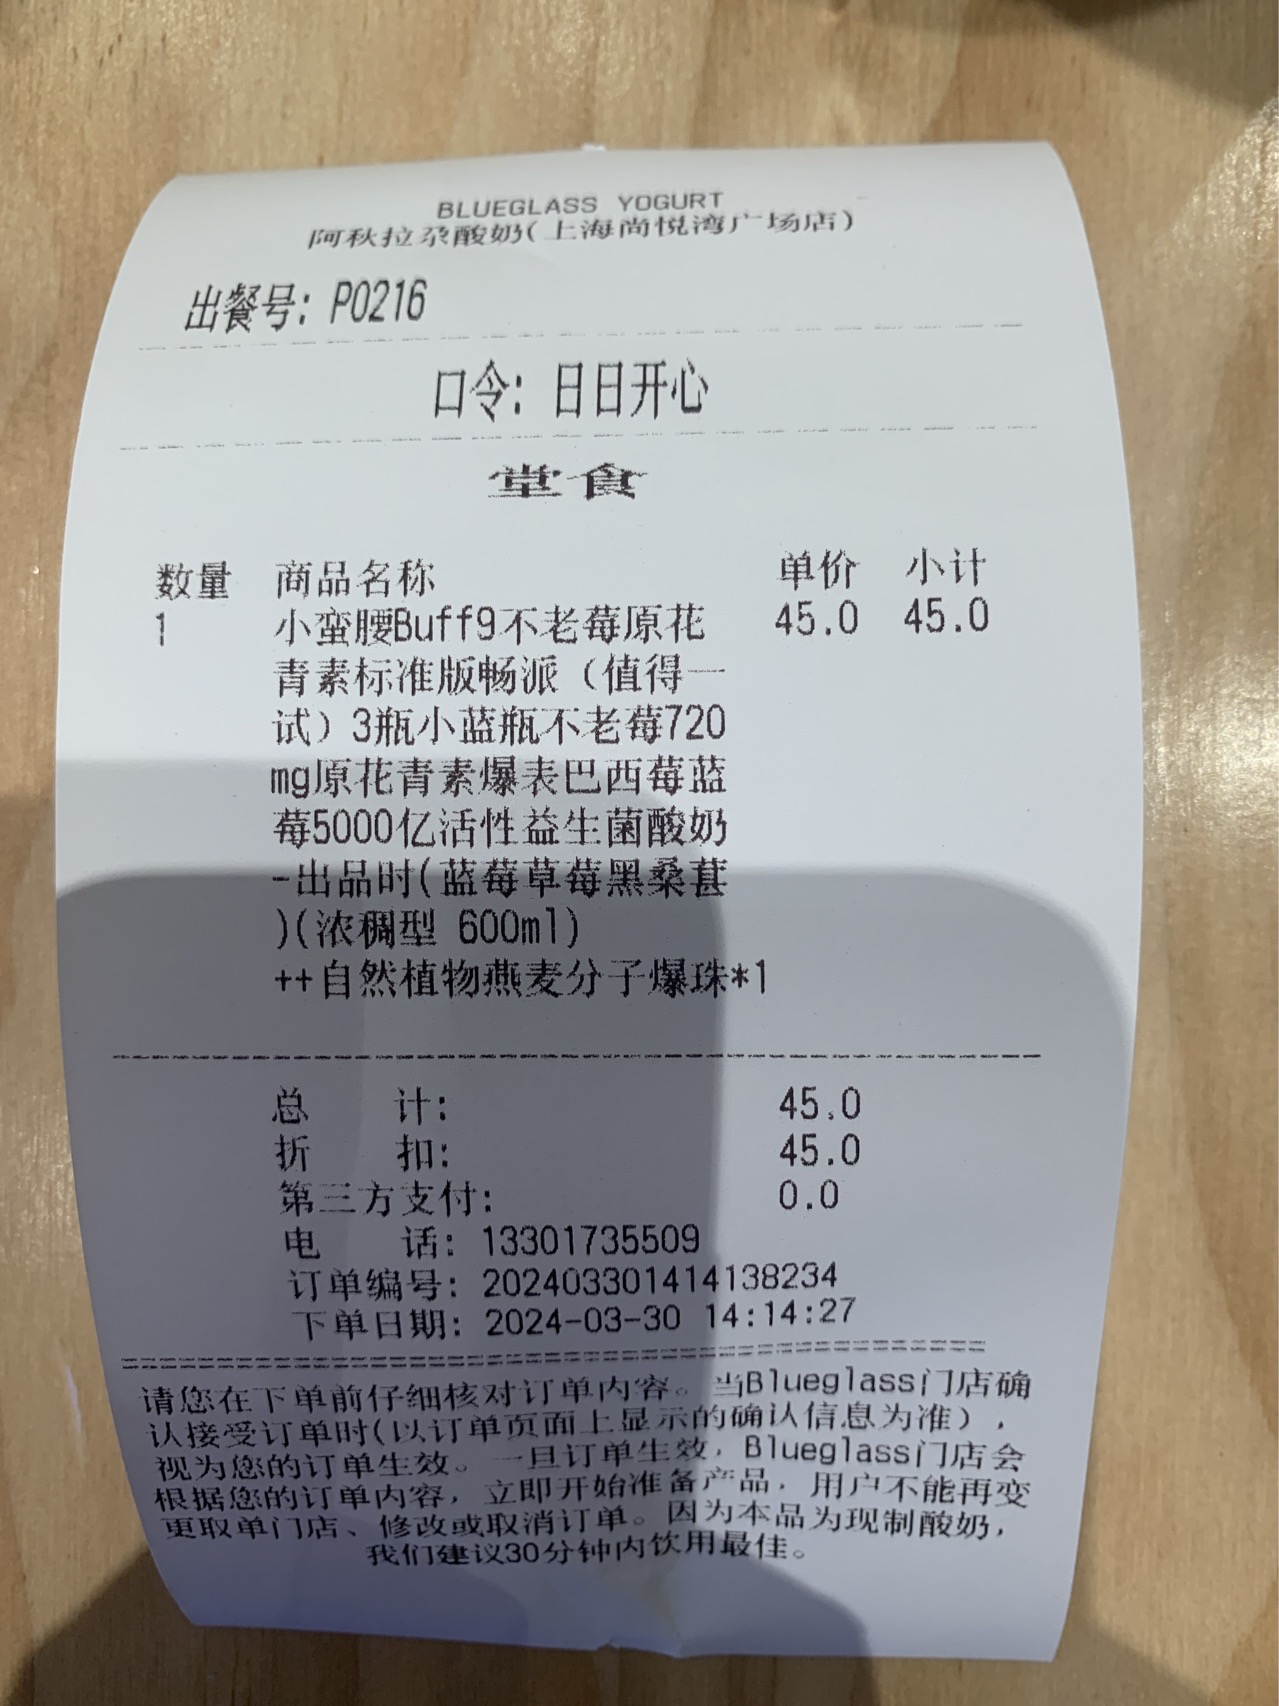 BLUEGLASS YOGURT
阿秋拉尕酸奶(上海尚悦湾广场店)
出餐号: P0216
口令: 日日开心
堂食
数量 商品名称 单价 小计
1 小蛮腰Buff9不老莓原花 45.0 45.0
青素标准版畅派（值得一
试）3瓶小蓝瓶不老莓720
mg原花青素爆表巴西莓蓝
莓5000亿活性益生菌酸奶
-出品时(蓝莓草莓黑桑葚
)(浓稠型 600ml)
++自然植物燕麦分子爆珠*1
总 计: 45.0
折 扣: 45.0
第三方支付: 0.0
电 话: 13301735509
订单编号: 202403301414138234
下单日期: 2024-03-30 14:14:27
请您在下单前仔细核对订单内容。当Blueglass门店确
认接受订单时(以订单页面上显示的确认信息为准)，
视为您的订单生效。一旦订单生效，Blueglass门店会
根据您的订单内容，立即开始准备产品，用户不能再变
更取单门店、修改或取消订单。因为本品为现制酸奶，
我们建议30分钟内饮用最佳。